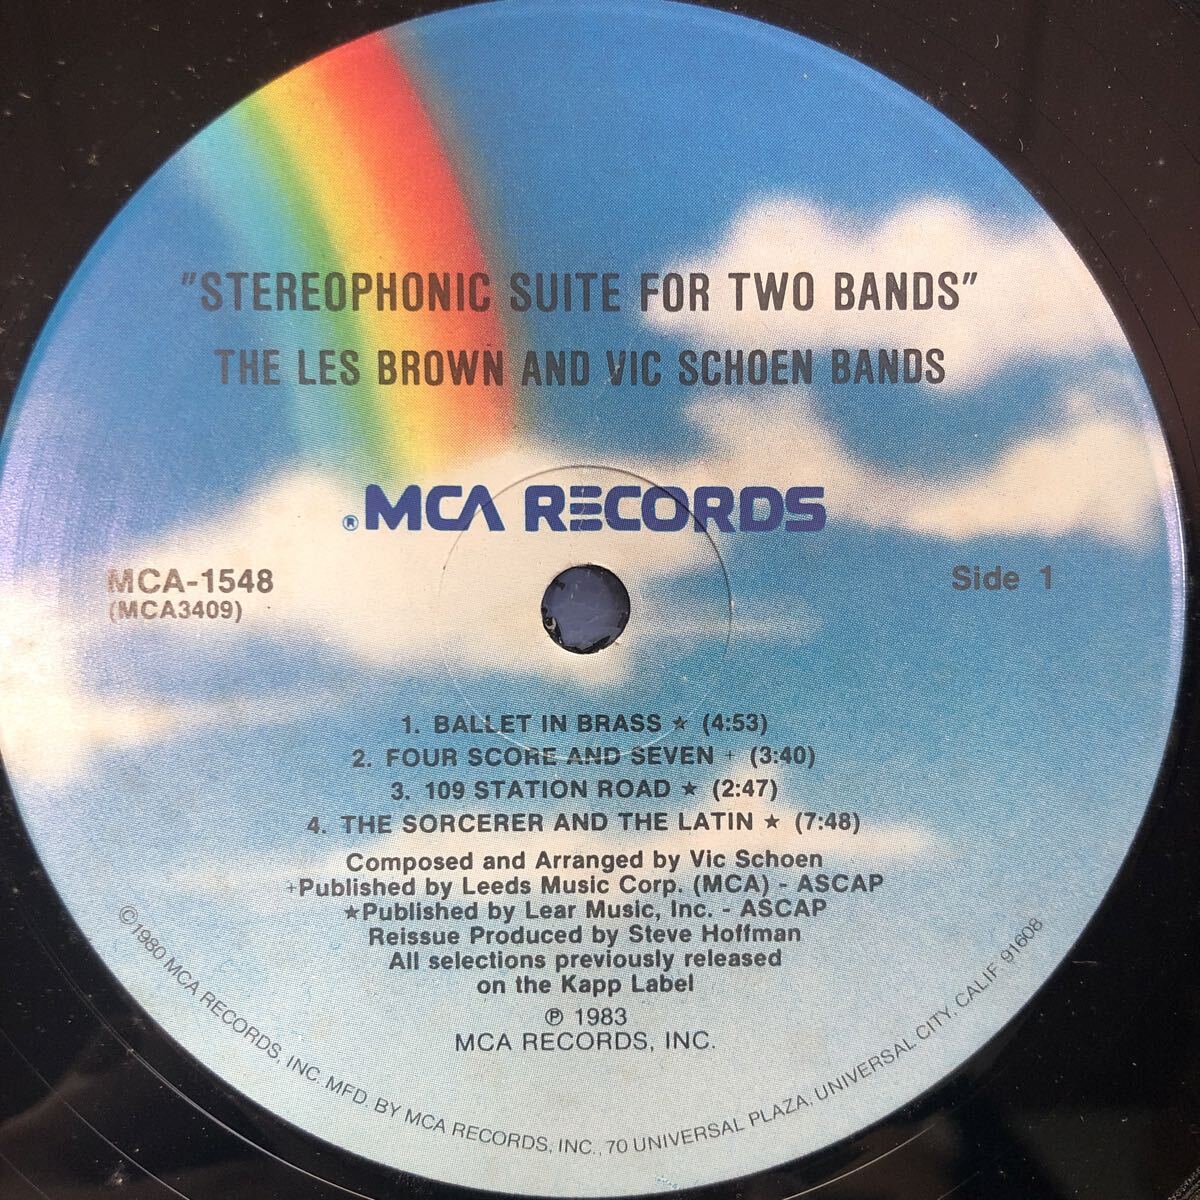 "STEREOPHONIC SUITE FOR TWO BANDS"
THE LES BROWN AND VIC SCHOEN BANDS
®MCA RECORDS
MCA-1548
(MCA3409)
Side 1
1. BALLET IN BRASS ★ (4:53)
2. FOUR SCORE AND SEVEN + (3:40)
3. 109 STATION ROAD ★ (2:47)
4. THE SORCERER AND THE LATIN ★ (7:48)
Composed and Arranged by Vic Schoen
+Published by Leeds Music Corp. (MCA) - ASCAP
★Published by Lear Music, Inc. - ASCAP
Reissue Produced by Steve Hoffman
All selections previously released
on the Kapp Label
℗ 1983
MCA RECORDS, INC.
©1980 MCA RECORDS, INC. MFD. BY MCA RECORDS, INC., 70 UNIVERSAL PLAZA, UNIVERSAL CITY, CALIF. 91608